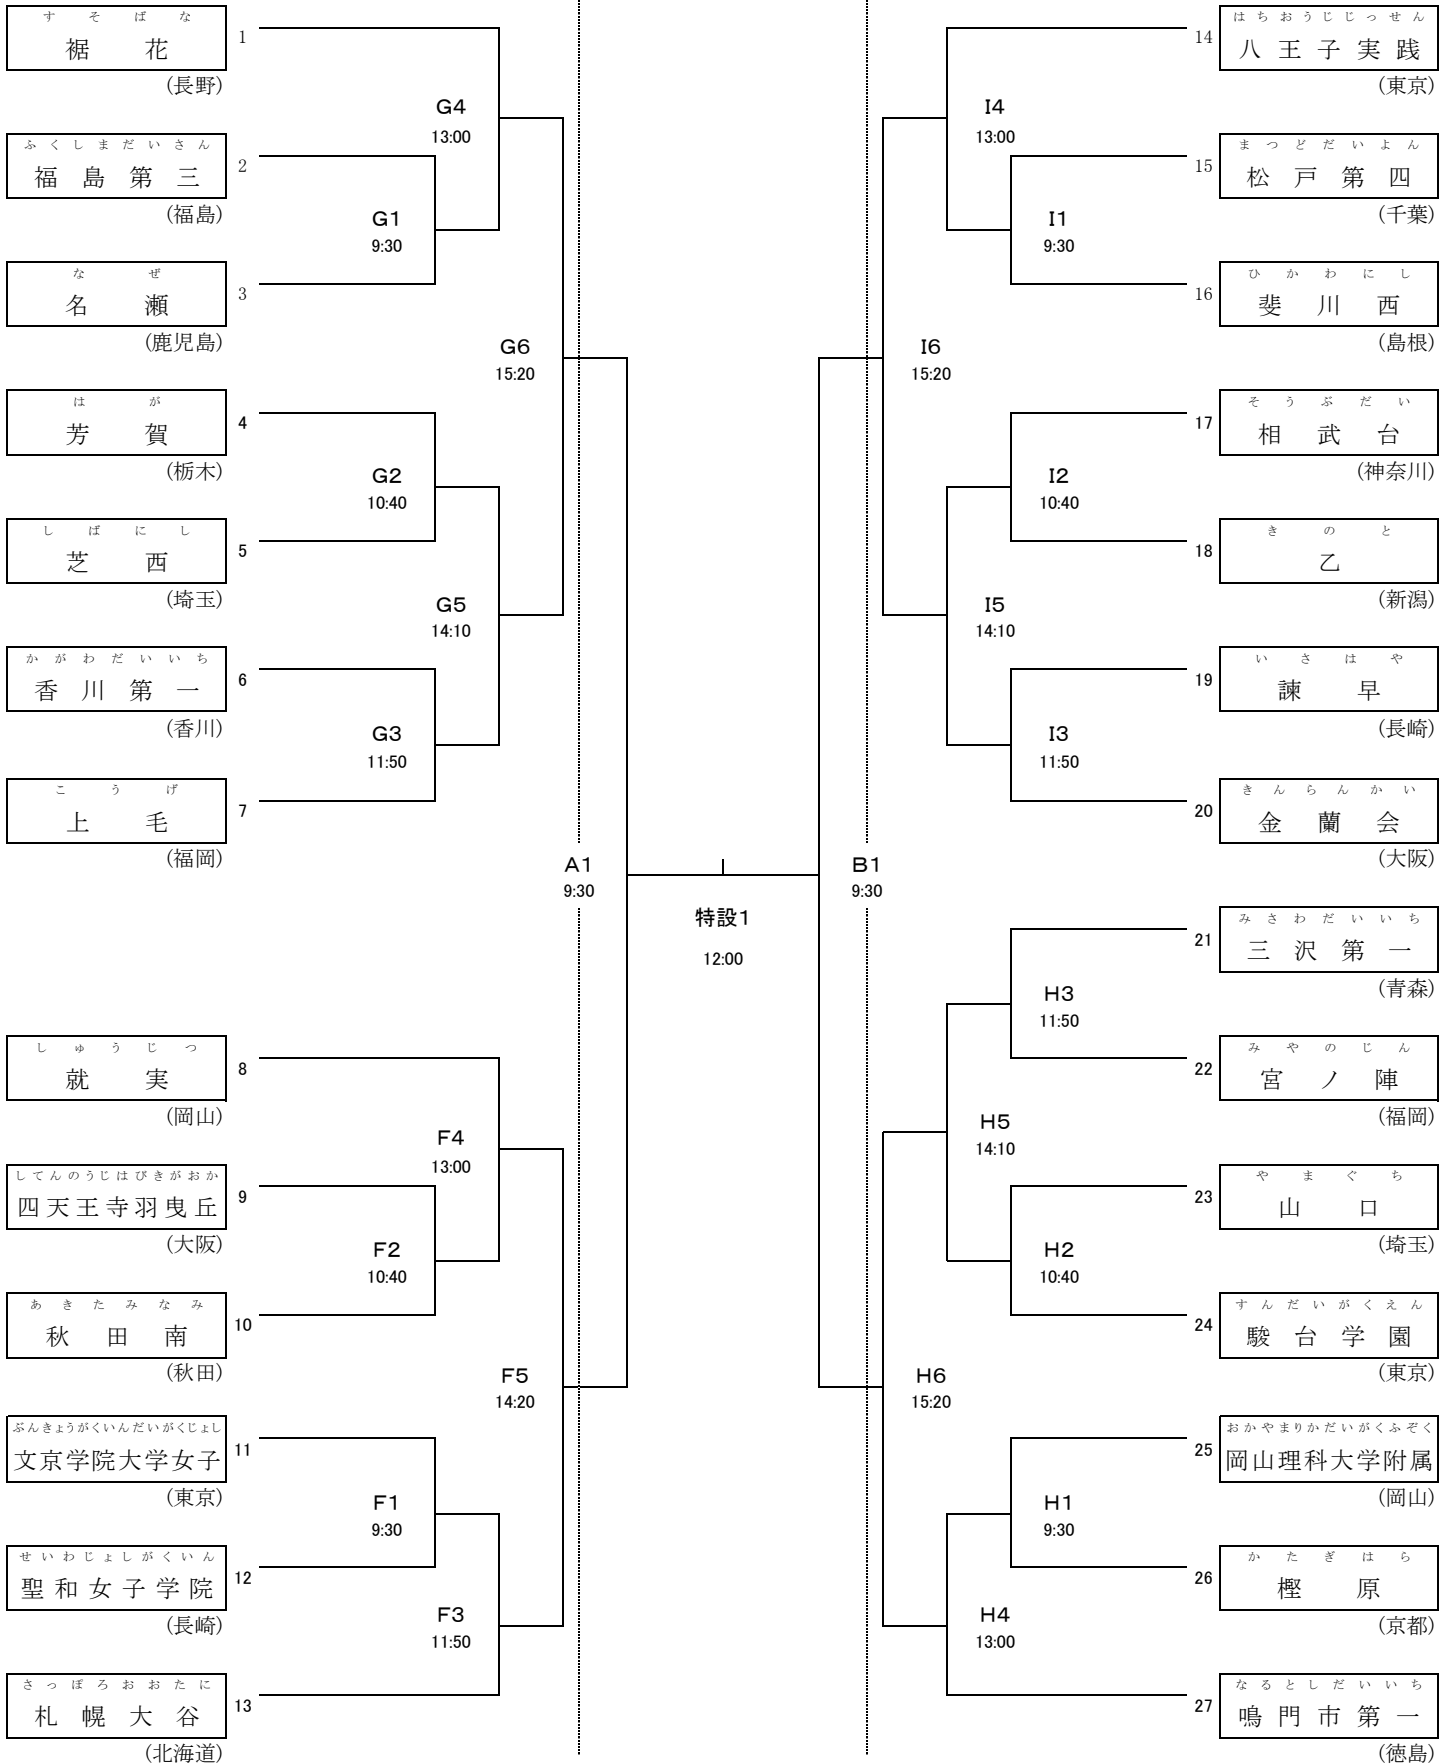 すそばな
裾花
1
(長野)
ふくしまだいさん
福島第三
2
(福島)
なぜ
名瀬
3
(鹿児島)
はが
芳賀
4
(栃木)
しばにし
芝西
5
(埼玉)
かがわだいいち
香川第一
6
(香川)
こうげ
上毛
7
(福岡)
しゅうじつ
就実
8
(岡山)
してんのうじはびきがおか
四天王寺羽曳丘
9
(大阪)
あきたみなみ
秋田南
10
(秋田)
ぶんきょうがくいんだいがくじょし
文京学院大学女子
11
(東京)
せいわじょしがくいん
聖和女子学院
12
(長崎)
さっぽろおおたに
札幌大谷
13
(北海道)
G4
13:00
G1
9:30
G6
15:20
G2
10:40
G5
14:10
G3
11:50
A1
9:30
F4
13:00
F2
10:40
F5
14:20
F1
9:30
F3
11:50
特設1
12:00
B1
9:30
I4
13:00
I1
9:30
I6
15:20
I2
10:40
I5
14:10
I3
11:50
H3
11:50
H5
14:10
H2
10:40
H6
15:20
H1
9:30
H4
13:00
はちおうじじっせん
14
八王子実践
(東京)
まつどだいよん
15
松戸第四
(千葉)
ひかわにし
16
斐川西
(島根)
そうぶだい
17
相武台
(神奈川)
きのと
18
乙
(新潟)
いさはや
19
諫早
(長崎)
きんらんかい
20
金蘭会
(大阪)
みさわだいいち
21
三沢第一
(青森)
みやのじん
22
宮ノ陣
(福岡)
やまぐち
23
山口
(埼玉)
すんだいがくえん
24
駿台学園
(東京)
おかやまりかだいがくふぞく
25
岡山理科大学附属
(岡山)
かたぎはら
26
樫原
(京都)
なるとしだいいち
27
鳴門市第一
(徳島)